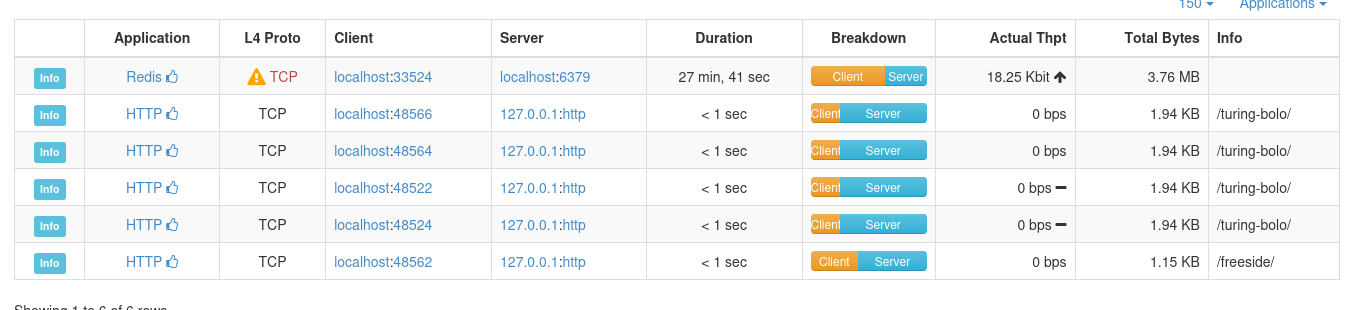 150 Applications
Application L4 Proto Client Server Duration Breakdown Actual Thpt Total Bytes Info
Info Redis TCP localhost:33524 localhost:6379 27 min, 41 sec Client Server 18.25 Kbit 3.76 MB
Info HTTP TCP localhost:48566 127.0.0.1:http < 1 sec Client Server 0 bps 1.94 KB /turing-bolo/
Info HTTP TCP localhost:48564 127.0.0.1:http < 1 sec Client Server 0 bps 1.94 KB /turing-bolo/
Info HTTP TCP localhost:48522 127.0.0.1:http < 1 sec Client Server 0 bps 1.94 KB /turing-bolo/
Info HTTP TCP localhost:48524 127.0.0.1:http < 1 sec Client Server 0 bps 1.94 KB /turing-bolo/
Info HTTP TCP localhost:48562 127.0.0.1:http < 1 sec Client Server 0 bps 1.15 KB /freeside/
Showing 1 to 6 of 6 rows